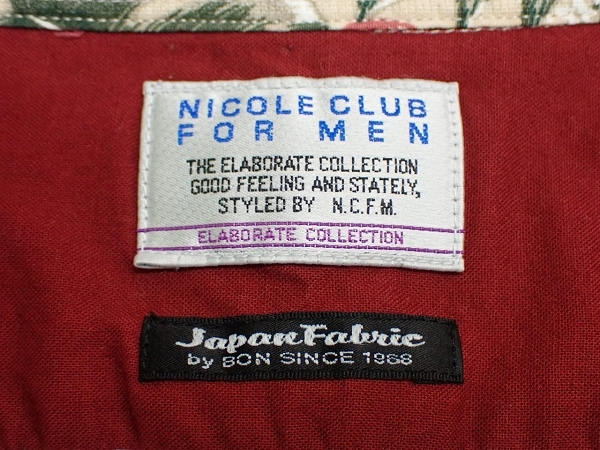 NICOLE CLUB
FOR MEN
THE ELABORATE COLLECTION
GOOD FEELING AND STATELY,
STYLED BY N.C.F.M.
ELABORATE COLLECTION
JapanFabric
by BON SINCE 1968